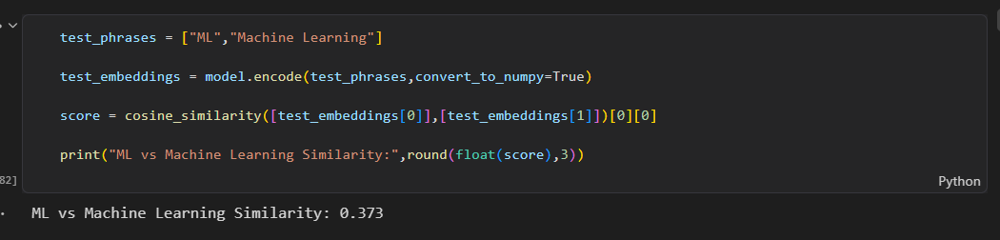 test_phrases = ["ML","Machine Learning"]
test_embeddings = model.encode(test_phrases,convert_to_numpy=True)
score = cosine_similarity([test_embeddings[0]],[test_embeddings[1]])[0][0]
print("ML vs Machine Learning Similarity:",round(float(score),3))
82]
Python
ML vs Machine Learning Similarity: 0.373